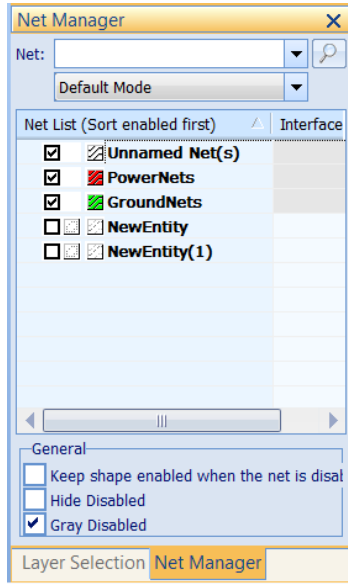 Net Manager
Net:
Default Mode
Net List (Sort enabled first) Interface
Unnamed Net(s)
PowerNets
GroundNets
NewEntity
NewEntity(1)
General
Keep shape enabled when the net is disab
Hide Disabled
Gray Disabled
Layer Selection Net Manager